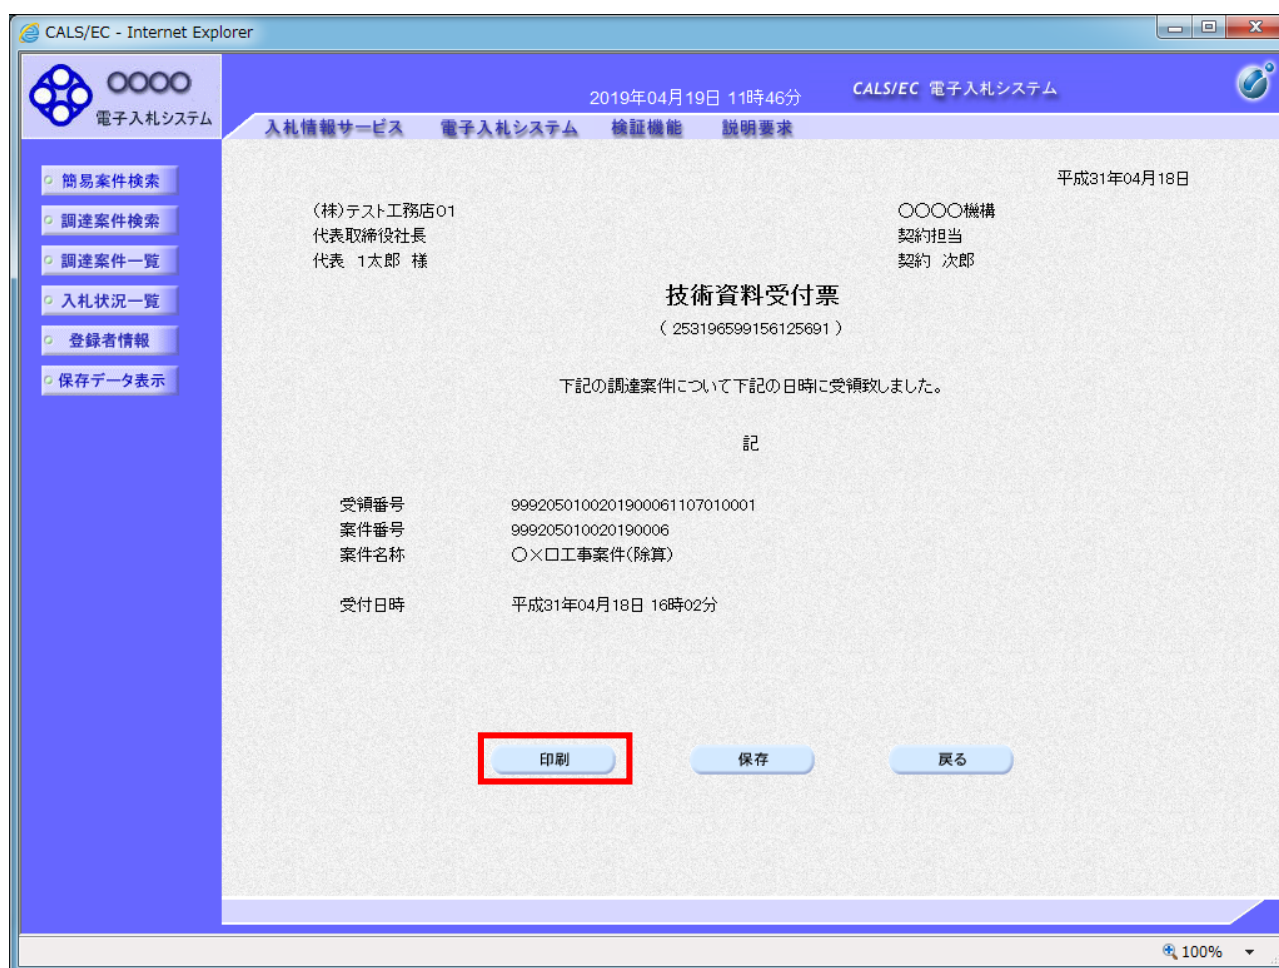 CALS/EC - Internet Explorer
OOOO
電子入札システム
2019年04月19日 11時46分
CALS/EC 電子入札システム
入札情報サービス 電子入札システム 検証機能 説明要求
簡易案件検索
調達案件検索
調達案件一覧
入札状況一覧
登録者情報
保存データ表示
平成31年04月18日
(株)テスト工務店01
代表取締役社長
代表 1太郎 様
〇〇〇〇機構
契約担当
契約 次郎
技術資料受付票
( 253196599156125691 )
下記の調達案件について下記の日時に受領致しました。
記
受領番号 9992050100201900061107010001
案件番号 999205010020190006
案件名称 〇×口工事案件(除算)
受付日時 平成31年04月18日 16時02分
印刷 保存 戻る
100%